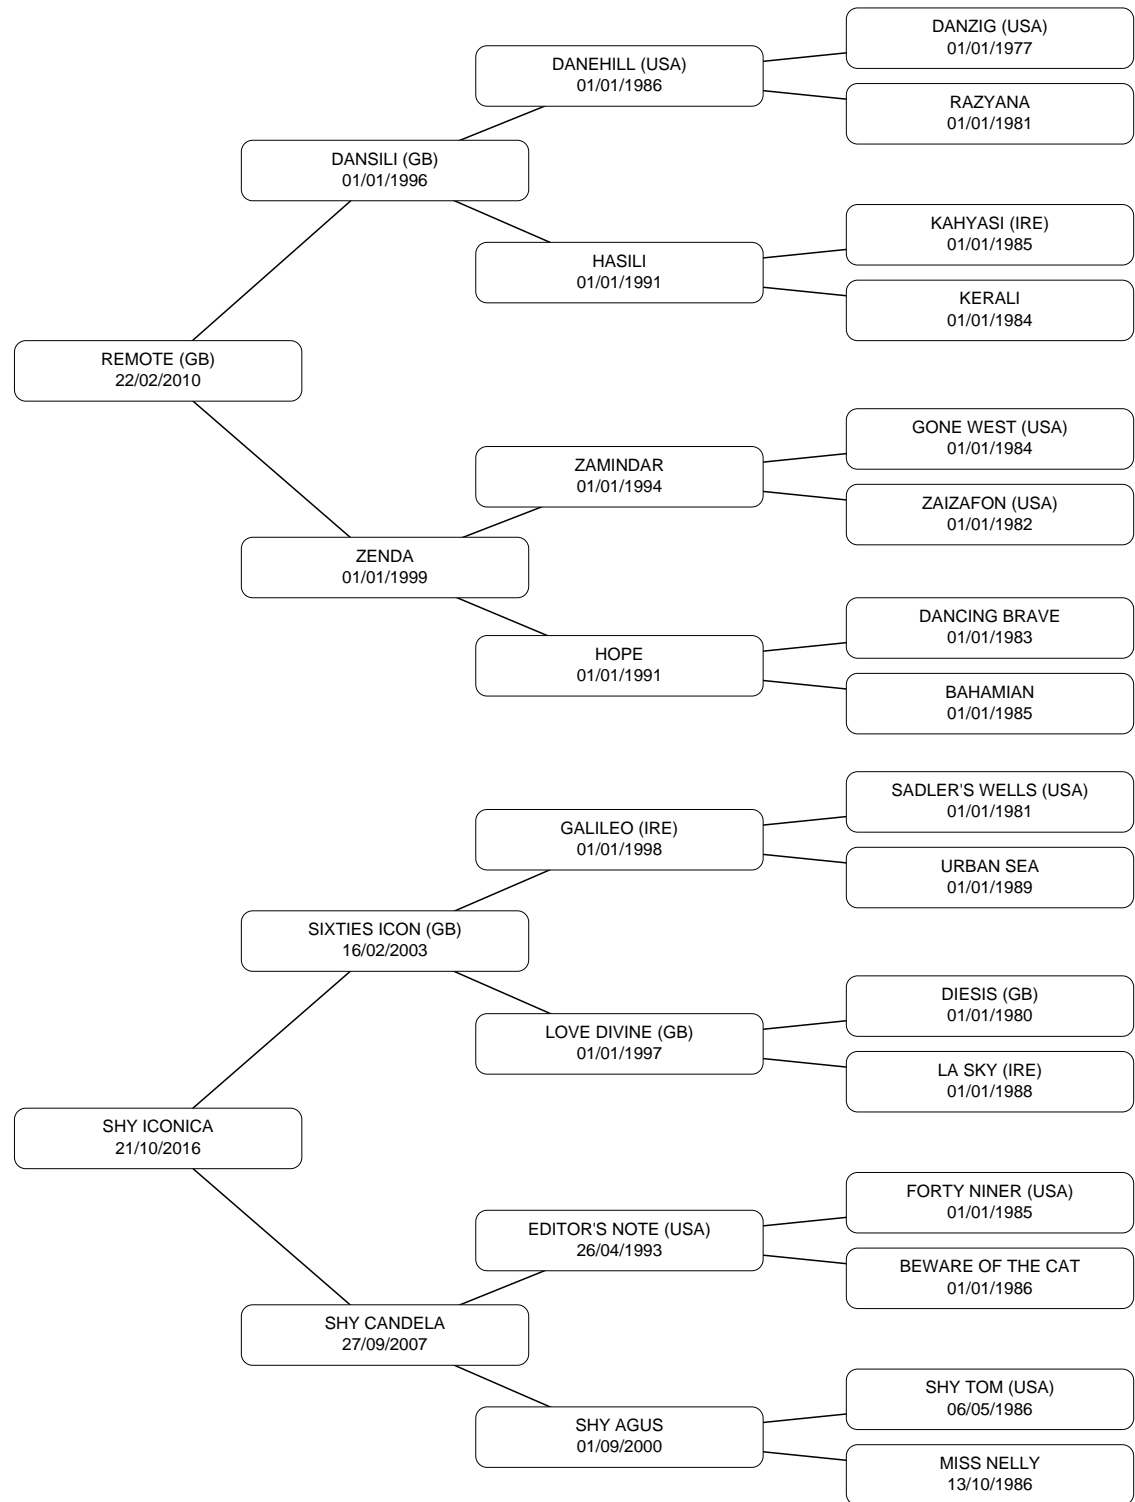 DANZIG (USA)
01/01/1977
DANEHILL (USA)
01/01/1986
RAZYANA
01/01/1981
DANSILI (GB)
01/01/1996
KAHYASI (IRE)
01/01/1985
HASILI
01/01/1991
KERALI
01/01/1984
REMOTE (GB)
22/02/2010
GONE WEST (USA)
01/01/1984
ZAMINDAR
01/01/1994
ZAIZAFON (USA)
01/01/1982
ZENDA
01/01/1999
DANCING BRAVE
01/01/1983
HOPE
01/01/1991
BAHAMIAN
01/01/1985
SADLER'S WELLS (USA)
01/01/1981
GALILEO (IRE)
01/01/1998
URBAN SEA
01/01/1989
SIXTIES ICON (GB)
16/02/2003
DIESIS (GB)
01/01/1980
LOVE DIVINE (GB)
01/01/1997
LA SKY (IRE)
01/01/1988
SHY ICONICA
21/10/2016
FORTY NINER (USA)
01/01/1985
EDITOR'S NOTE (USA)
26/04/1993
BEWARE OF THE CAT
01/01/1986
SHY CANDELA
27/09/2007
SHY TOM (USA)
06/05/1986
SHY AGUS
01/09/2000
MISS NELLY
13/10/1986